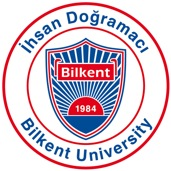 İhsan Doğramacı
Bilkent
1984
Bilkent University